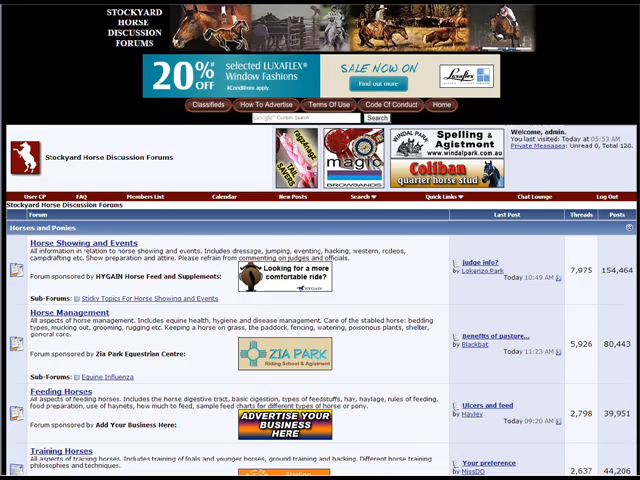 STOCKYARD
HORSE
DISCUSSION
FORUMS
20% OFF* selected LUXAFLEX®
Window Fashions
#Conditions apply.
SALE NOW ON
Find out more
Luxaflex
Classifieds
How To Advertise
Terms Of Use
Code Of Conduct
Home
Google™ Custom Search
Search
Stockyard Horse Discussion Forums
TAIL SAVERS
magic
BROWBANDS
WINDAL PARK
Spelling &
Agistment
www.windalpark.com.au
Coliban
quarter horse stud
Welcome, admin.
You last visited: Today at 05:53 AM
Private Messages: Unread 0, Total 128.
User CP
FAQ
Members List
Calendar
New Posts
Search
Quick Links
Chat Lounge
Log Out
Stockyard Horse Discussion Forums
Forum
Last Post
Threads
Posts
Horses and Ponies
Horse Showing and Events
All information in relation to horse showing and events. Includes dressage, jumping, eventing, hacking, western, rodeos,
campdrafting etc. Show preparation and attire. Please refrain from commenting on judges and officials.
Forum sponsored by HYGAIN Horse Feed and Supplements:
Looking for a more
comfortable ride?
Sub-Forums: Sticky Topics For Horse Showing and Events
judge info?
by Lokenzo Park
Today 10:49 AM
7,975
154,464
Horse Management
All aspects of horse management. Includes equine health, hygiene and disease management. Care of the stabled horse: bedding
types, mucking out, grooming, rugging etc. Keeping a horse on grass, the paddock, fencing, watering, poisonous plants, shelter,
general care.
Forum sponsored by Zia Park Equestrian Centre:
ZIA PARK
Riding School & Agistment
Sub-Forums: Equine Influenza
Benefits of pasture...
by Blackbat
Today 11:23 AM
5,926
80,443
Feeding Horses
All aspects of feeding horses. Includes the horse digestive tract, basic digestion, types of feedstuffs, hay, haylage, rules of feeding,
food preparation, use of haynets, how much to feed, sample feed charts for different types of horse or pony.
Forum sponsored by Add Your Business Here:
ADVERTISE YOUR
BUSINESS
HERE
Ulcers and feed
by Hayley
Today 09:20 AM
2,798
39,951
Training Horses
All aspects of training horses. Includes training of foals and younger horses, ground training and hacking. Different horse training
philosophies and techniques.
Your preference
by MissDO
2,637
44,206